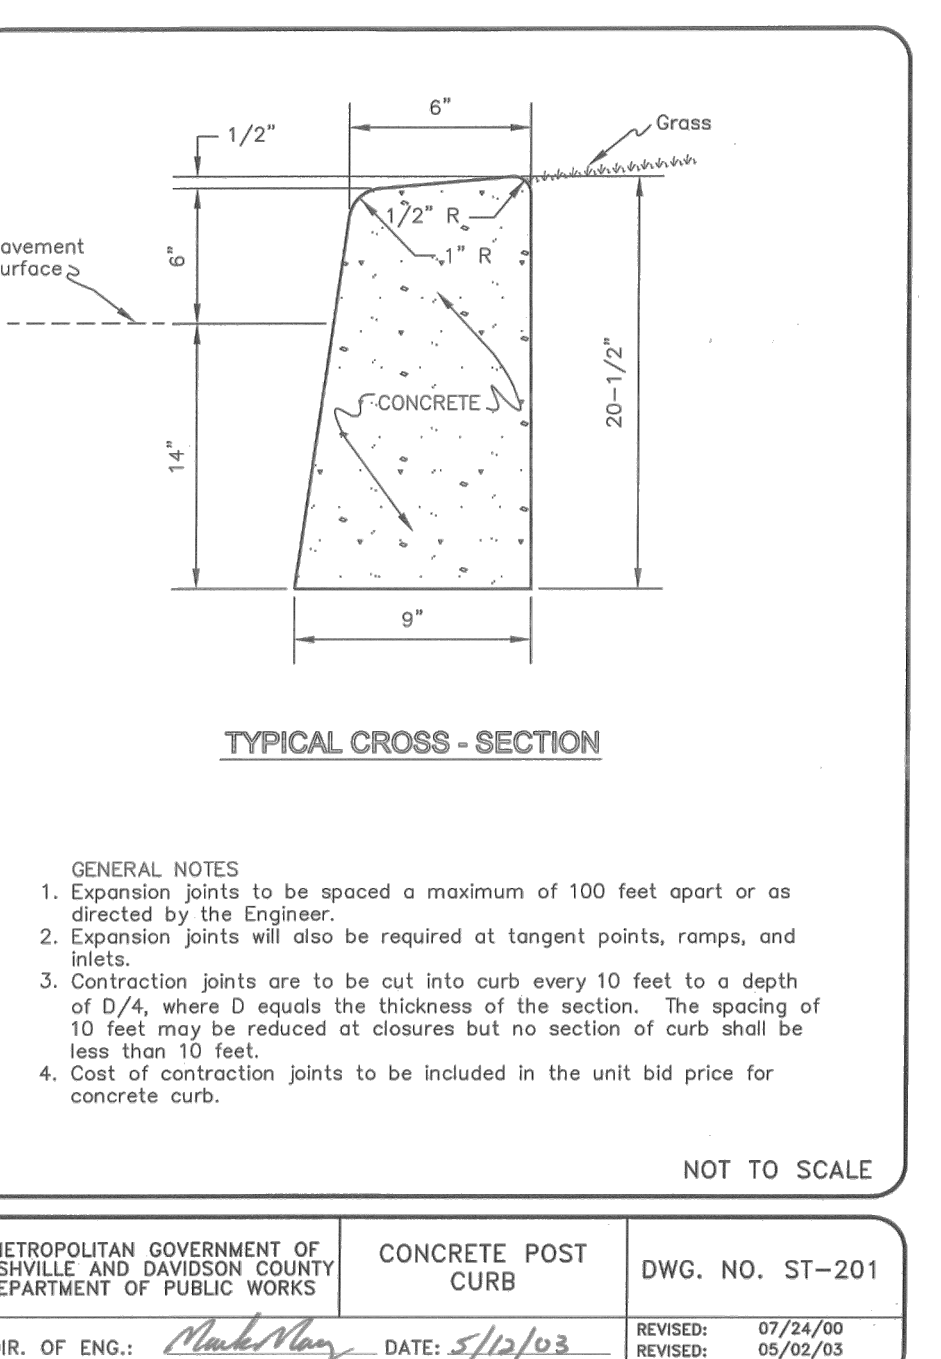 6"
1/2"
Grass
1/2" R
1" R
6"
avement
urface
20-1/2"
CONCRETE
14"
9"
TYPICAL CROSS - SECTION
GENERAL NOTES
1. Expansion joints to be spaced a maximum of 100 feet apart or as
directed by the Engineer.
2. Expansion joints will also be required at tangent points, ramps, and
inlets.
3. Contraction joints are to be cut into curb every 10 feet to a depth
of D/4, where D equals the thickness of the section. The spacing of
10 feet may be reduced at closures but no section of curb shall be
less than 10 feet.
4. Cost of contraction joints to be included in the unit bid price for
concrete curb.
NOT TO SCALE
ETROPOLITAN GOVERNMENT OF
SHVILLE AND DAVIDSON COUNTY
EPARTMENT OF PUBLIC WORKS
CONCRETE POST
CURB
DWG. NO. ST-201
IR. OF ENG.:
DATE: 5/12/03
REVISED: 07/24/00
REVISED: 05/02/03